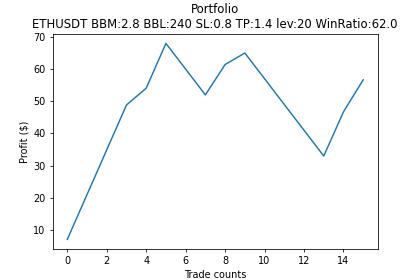 Portfolio
ETHUSDT BBM:2.8 BBL:240 SL:0.8 TP:1.4 lev:20 WinRatio:62.0
70
60
50
40
30
20
10
Profit ($)
0 2 4 6 8 10 12 14
Trade counts